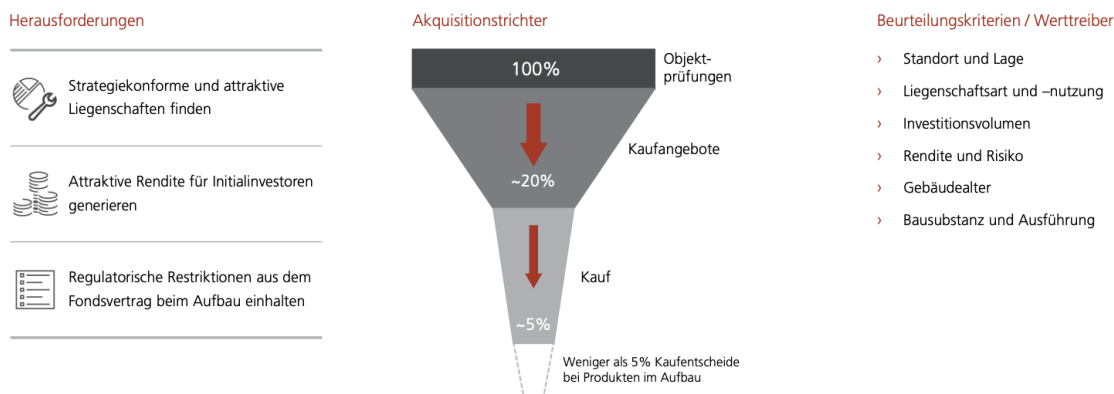 Herausforderungen
Strategiekonforme und attraktive
Liegenschaften finden
Attraktive Rendite für Initialinvestoren
generieren
Regulatorische Restriktionen aus dem
Fondsvertrag beim Aufbau einhalten
Akquisitionstrichter
100%
Objekt-
prüfungen
Kaufangebote
~20%
Kauf
~5%
Weniger als 5% Kaufentscheide
bei Produkten im Aufbau
Beurteilungskriterien / Werttreiber
› Standort und Lage
› Liegenschaftsart und –nutzung
› Investitionsvolumen
› Rendite und Risiko
› Gebäudealter
› Bausubstanz und Ausführung